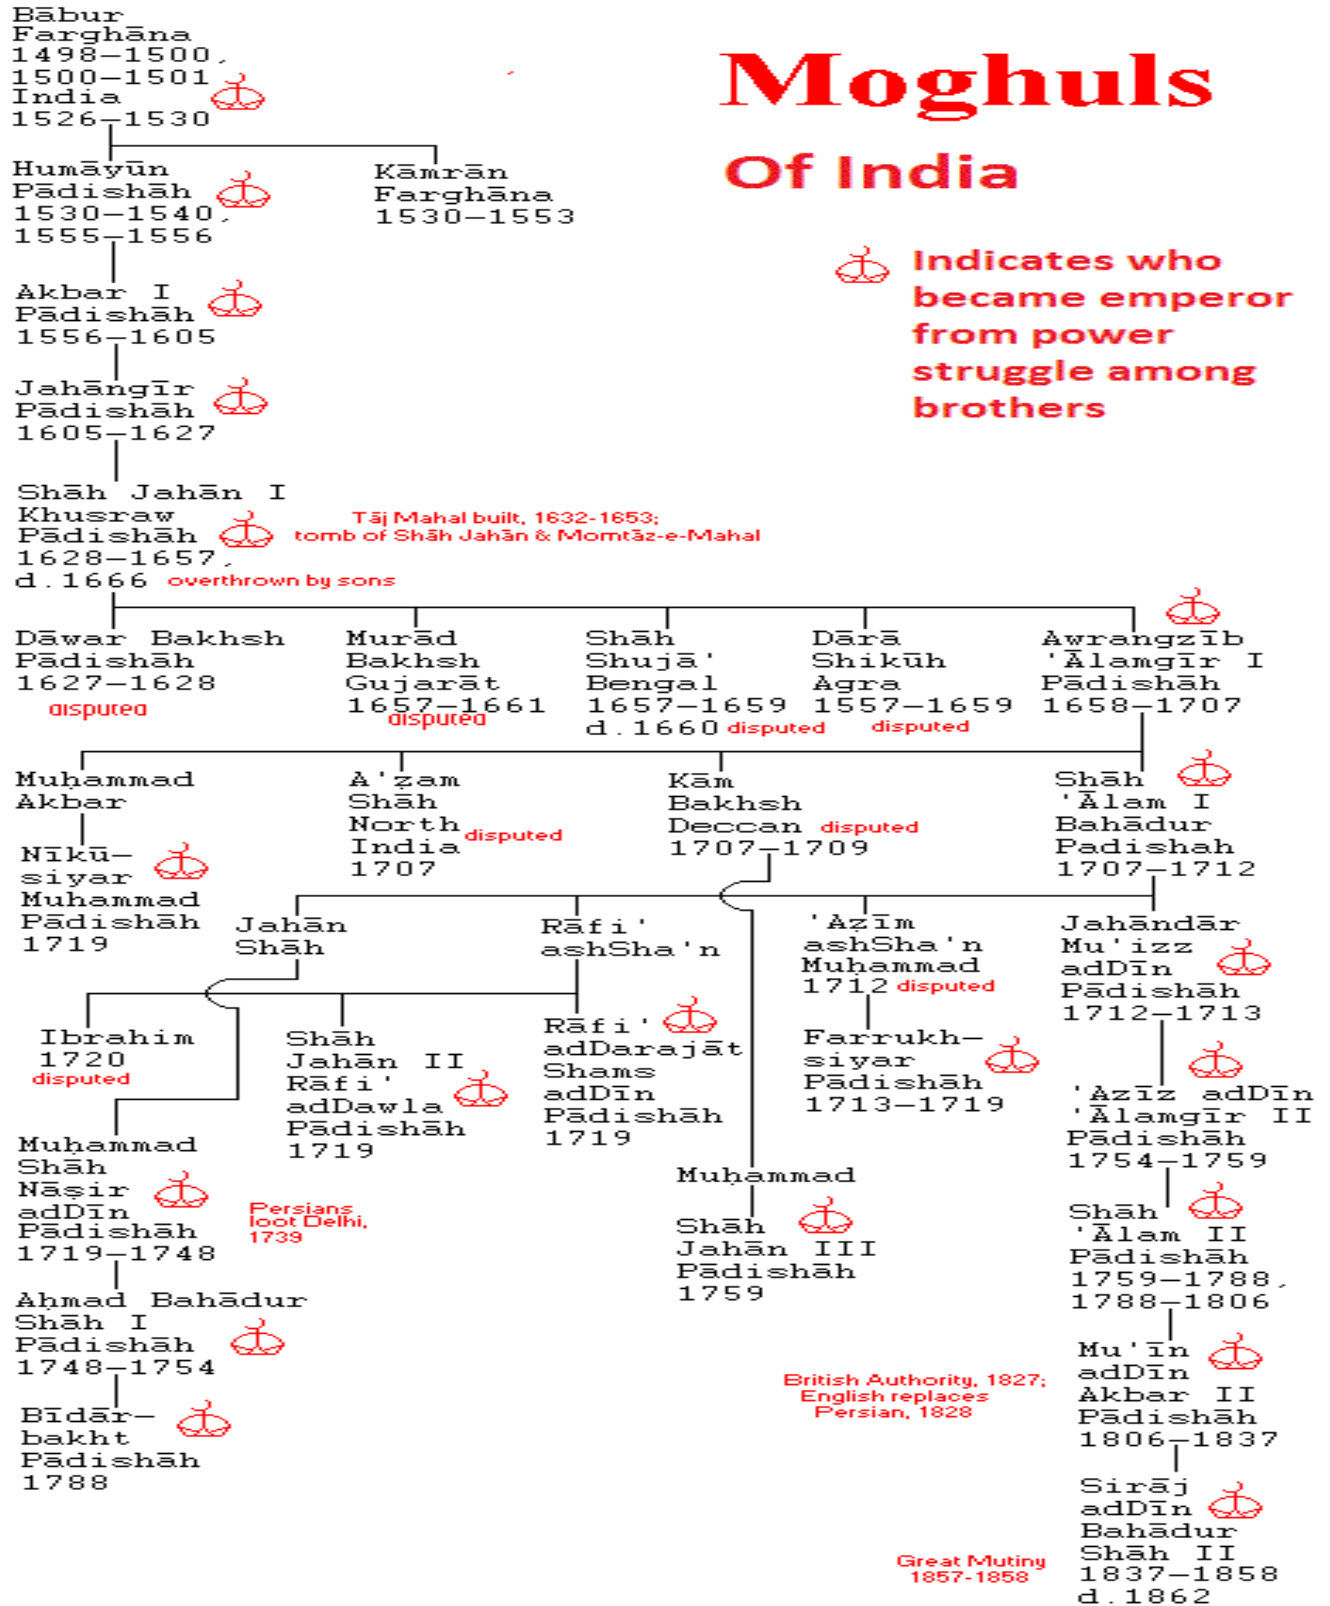 Bābur
Farghāna
1498–1500,
1500–1501
India
1526–1530
Moghuls
Of India
Indicates who
became emperor
from power
struggle among
brothers
Humāyūn
Pādishāh
1530–1540,
1555–1556
Kāmrān
Farghāna
1530–1553
Akbar I
Pādishāh
1556–1605
Jahāngīr
Pādishāh
1605–1627
Shāh Jahān I
Khusraw
Pādishāh
1628–1657,
d.1666 overthrown by sons
Tāj Mahal built, 1632-1653;
tomb of Shāh Jahān & Momtāz-e-Mahal
Dāwar Bakhsh
Pādishāh
1627–1628
disputed
Murād
Bakhsh
Gujarāt
1657–1661
disputed
Shāh
Shujā'
Bengal
1657–1659
d.1660 disputed
Dārā
Shikūh
Agra
1557–1659
disputed
Awrangzīb
'Ālamgīr I
Pādishāh
1658–1707
Muḥammad
Akbar
A'ẓam
Shāh
North
India
1707
disputed
Kām
Bakhsh
Deccan disputed
1707–1709
Shāh
'Ālam I
Bahādur
Padishah
1707–1712
Nīkū–
siyar
Muhammad
Pādishāh
1719
Jahān
Shāh
Rāfi'
ashSha'n
'Aẓīm
ashSha'n
Muḥammad
1712 disputed
Jahāndār
Mu'izz
adDīn
Pādishāh
1712–1713
Ibrahim
1720
disputed
Shāh
Jahān II
Rāfi'
adDawla
Pādishāh
1719
Rāfi'
adDarajāt
Shams
adDīn
Pādishāh
1719
Farrukh–
siyar
Pādishāh
1713–1719
'Azīz adDīn
'Ālamgīr II
Pādishāh
1754–1759
Muḥammad
Shāh
Nāṣir
adDīn
Pādishāh
1719–1748
Persians
loot Delhi,
1739
Muḥammad
Shāh
Jahān III
Pādishāh
1759
Shāh
'Ālam II
Pādishāh
1759–1788,
1788–1806
Aḥmad Bahādur
Shāh I
Pādishāh
1748–1754
Bīdār–
bakht
Pādishāh
1788
British Authority, 1827;
English replaces
Persian, 1828
Mu'īn
adDīn
Akbar II
Pādishāh
1806–1837
Great Mutiny
1857-1858
Sirāj
adDīn
Bahādur
Shāh II
1837–1858
d.1862